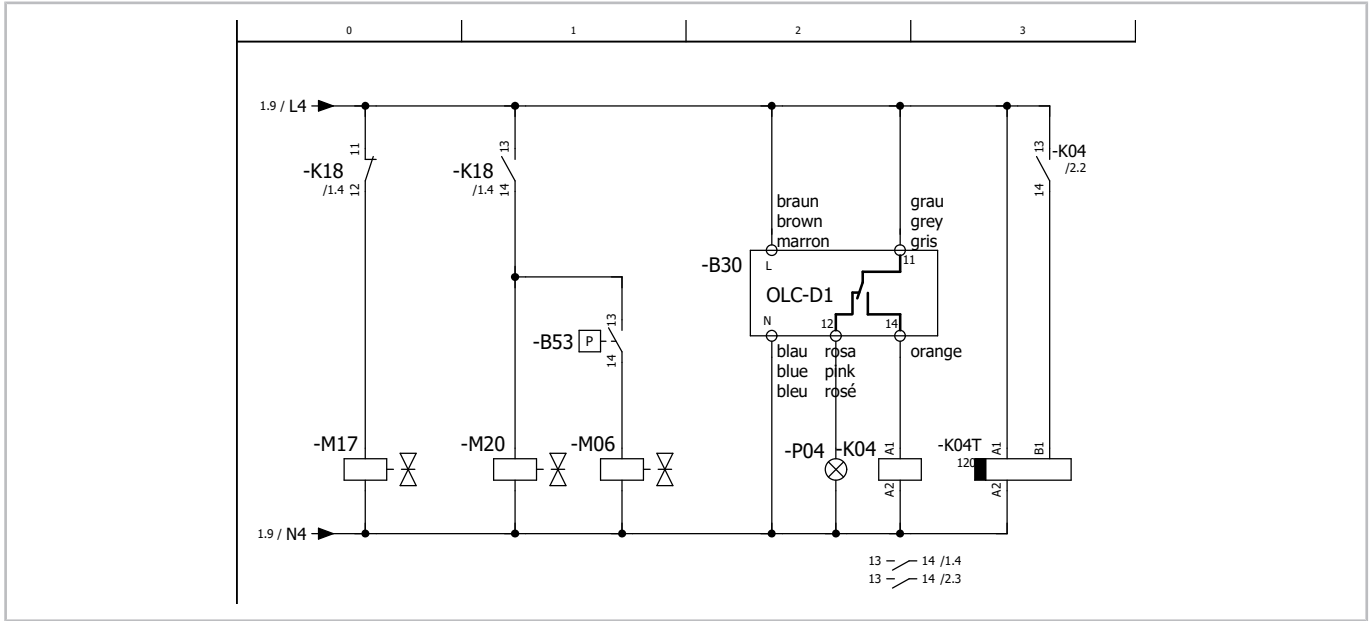 0 1 2 3
1.9 / L4
11
-K18
/1.4 12
13
-K18
/1.4 14
13
-K04
/2.2
14
braun
brown
marron
grau
grey
gris
-B30
L
11
OLC-D1
N
12
14
blau rosa orange
blue pink
bleu rosé
13
-B53 P
14
-M17
-M20
-M06
-P04
-K04
A1
A2
-K04T
120
A1
B1
A2
1.9 / N4
13 14 /1.4
13 14 /2.3